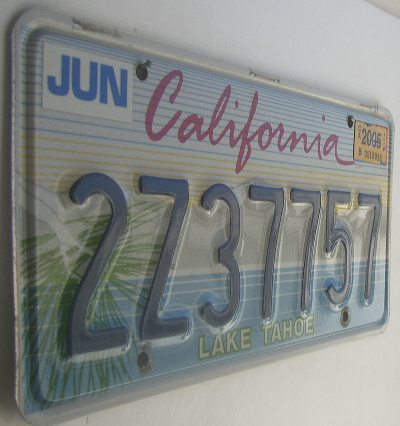 JUN
California
2005
2Z37757
LAKE TAHOE